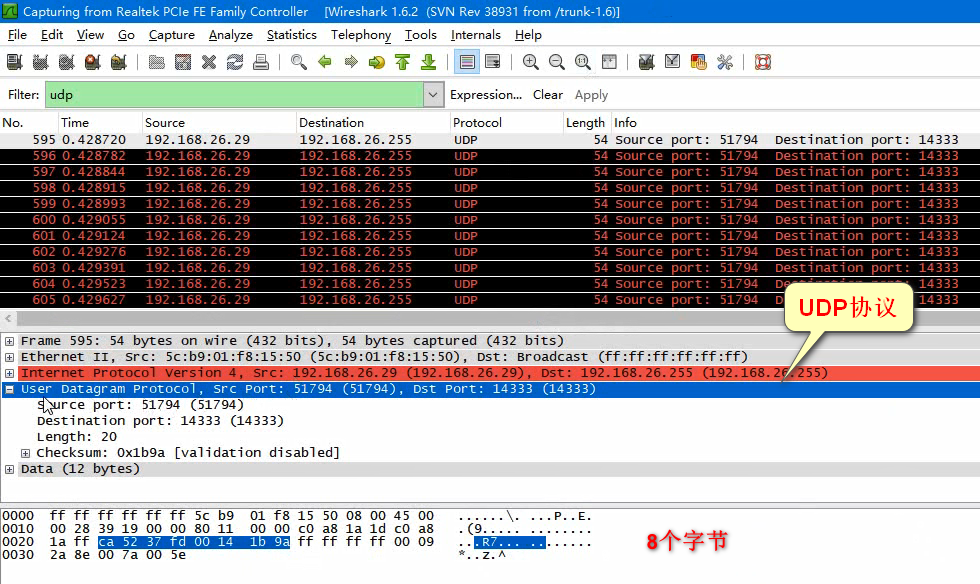 Capturing from Realtek PCIe FE Family Controller [Wireshark 1.6.2 (SVN Rev 38931 from /trunk-1.6)]
File Edit View Go Capture Analyze Statistics Telephony Tools Internals Help
Filter: udp Expression... Clear Apply
No. Time Source Destination Protocol Length Info
595 0.428720 192.168.26.29 192.168.26.255 UDP 54 Source port: 51794 Destination port: 14333
596 0.428782 192.168.26.29 192.168.26.255 UDP 54 Source port: 51794 Destination port: 14333
597 0.428844 192.168.26.29 192.168.26.255 UDP 54 Source port: 51794 Destination port: 14333
598 0.428915 192.168.26.29 192.168.26.255 UDP 54 Source port: 51794 Destination port: 14333
599 0.428993 192.168.26.29 192.168.26.255 UDP 54 Source port: 51794 Destination port: 14333
600 0.429055 192.168.26.29 192.168.26.255 UDP 54 Source port: 51794 Destination port: 14333
601 0.429124 192.168.26.29 192.168.26.255 UDP 54 Source port: 51794 Destination port: 14333
602 0.429276 192.168.26.29 192.168.26.255 UDP 54 Source port: 51794 Destination port: 14333
603 0.429391 192.168.26.29 192.168.26.255 UDP 54 Source port: 51794 Destination port: 14333
604 0.429523 192.168.26.29 192.168.26.255 UDP 54 Source port: 51794 Destination port: 14333
605 0.429627 192.168.26.29 192.168.26.255 UDP 54 Source port: 51794 port: 14333
UDP协议
Frame 595: 54 bytes on wire (432 bits), 54 bytes captured (432 bits)
Ethernet II, Src: 5c:b9:01:f8:15:50 (5c:b9:01:f8:15:50), Dst: Broadcast (ff:ff:ff:ff:ff:ff)
Internet Protocol Version 4, Src: 192.168.26.29 (192.168.26.29), Dst: 192.168.26.255 (192.168.26.255)
User Datagram Protocol, Src Port: 51794 (51794), Dst Port: 14333 (14333)
Source port: 51794 (51794)
Destination port: 14333 (14333)
Length: 20
Checksum: 0x1b9a [validation disabled]
Data (12 bytes)
0000 ff ff ff ff ff ff 5c b9 01 f8 15 50 08 00 45 00 ......\. ...P..E.
0010 00 28 39 19 00 00 80 11 00 00 c0 a8 1a 1d c0 a8 .(9..... ........
0020 1a ff ca 52 37 fd 00 14 1b 9a ff ff ff ff 00 09 ...R7... ........
0030 2a 8e 00 7a 00 5e *..z.^
8个字节